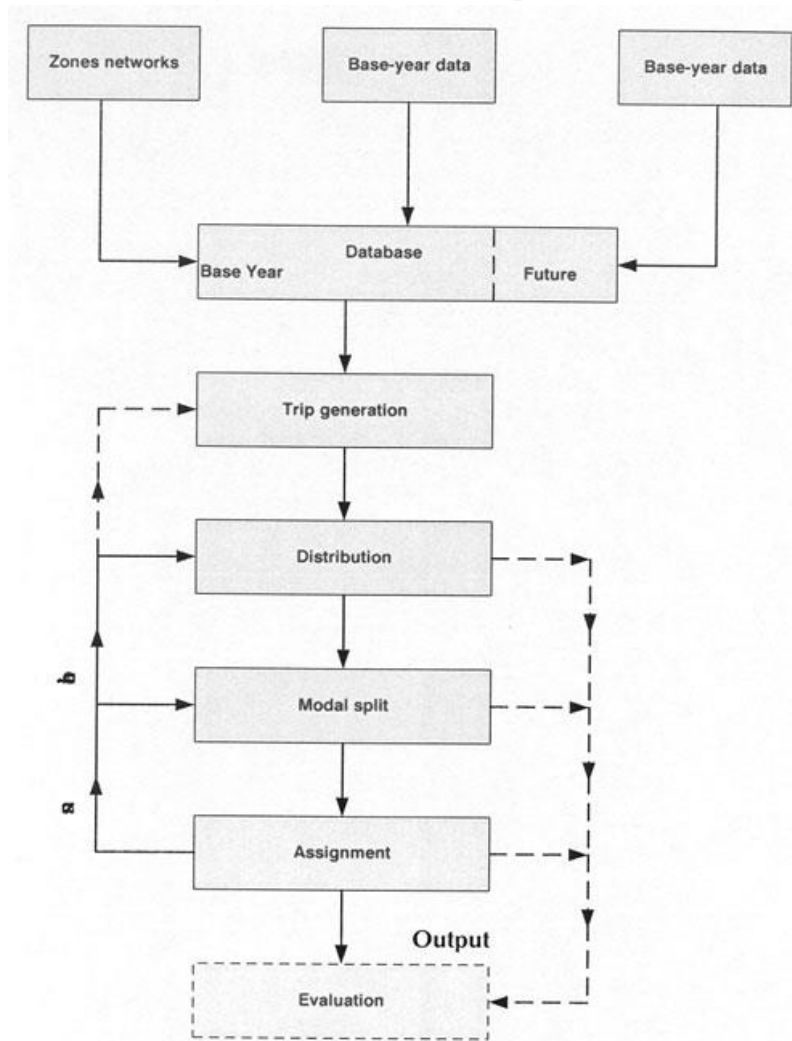 Zones networks
Base-year data
Base-year data
Database
Base Year
Future
Trip generation
Distribution
b
Modal split
a
Assignment
Output
Evaluation